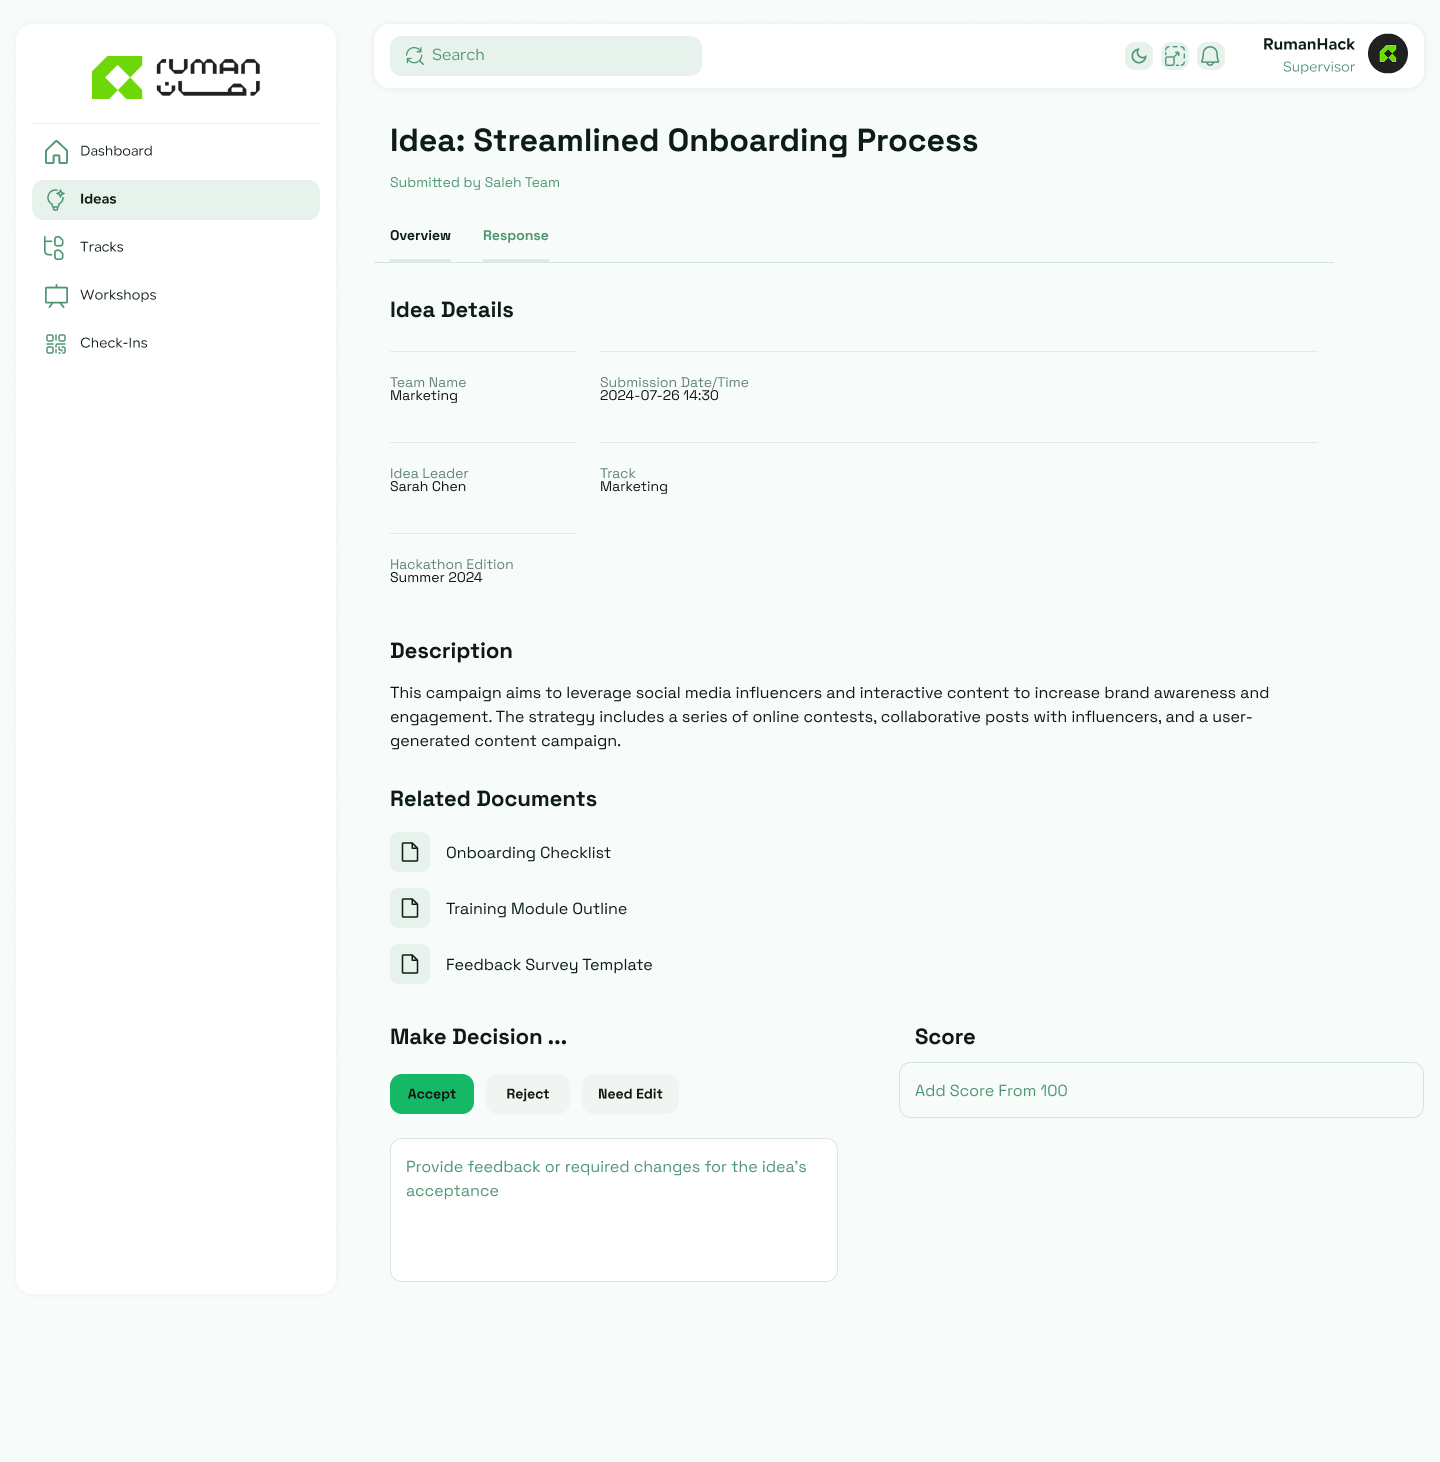 ruman
رمان
Dashboard
Ideas
Tracks
Workshops
Check-Ins
Search
RumanHack
Supervisor
Idea: Streamlined Onboarding Process
Submitted by Saleh Team
Overview
Response
Idea Details
Team Name
Marketing
Submission Date/Time
2024-07-26 14:30
Idea Leader
Sarah Chen
Track
Marketing
Hackathon Edition
Summer 2024
Description
This campaign aims to leverage social media influencers and interactive content to increase brand awareness and
engagement. The strategy includes a series of online contests, collaborative posts with influencers, and a user-
generated content campaign.
Related Documents
Onboarding Checklist
Training Module Outline
Feedback Survey Template
Make Decision ...
Accept
Reject
Need Edit
Provide feedback or required changes for the idea's
acceptance
Score
Add Score From 100